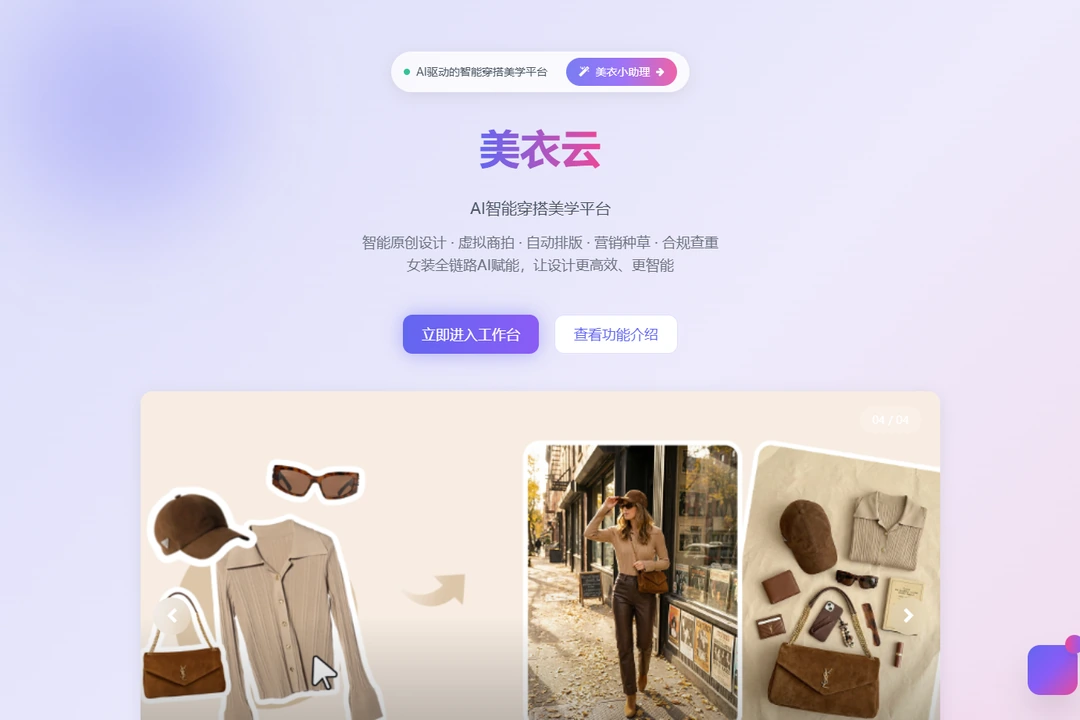 AI驱动的智能穿搭美学平台
美衣小助理
美衣云
AI智能穿搭美学平台
智能原创设计 · 虚拟商拍 · 自动排版 · 营销种草 · 合规查重
女装全链路AI赋能，让设计更高效、更智能
立即进入工作台
查看功能介绍
04 / 04